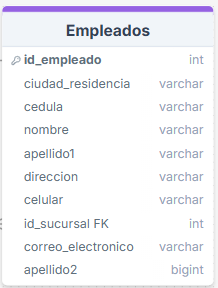 Empleados
id_empleado int
ciudad_residencia varchar
cedula varchar
nombre varchar
apellido1 varchar
direccion varchar
celular varchar
id_sucursal FK int
correo_electronico varchar
apellido2 bigint